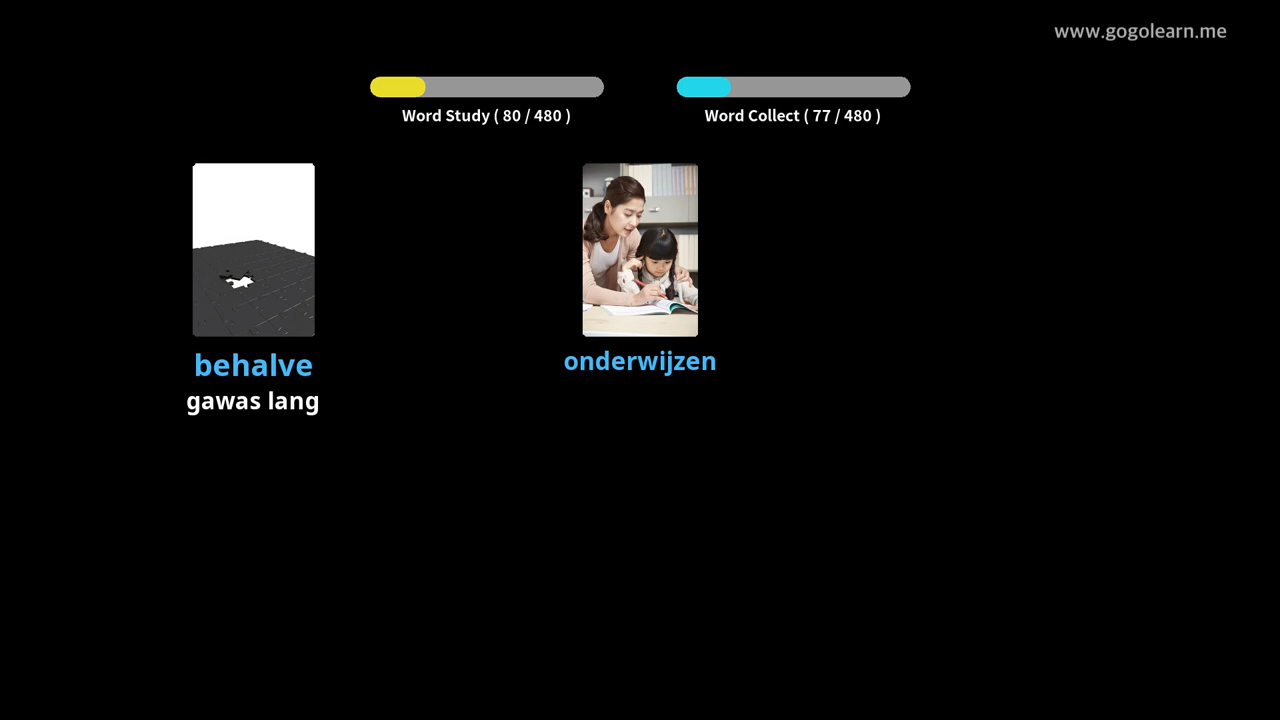 www.gogolearn.me
Word Study ( 80 / 480 )
Word Collect ( 77 / 480 )
behalve
gawas lang
onderwijzen